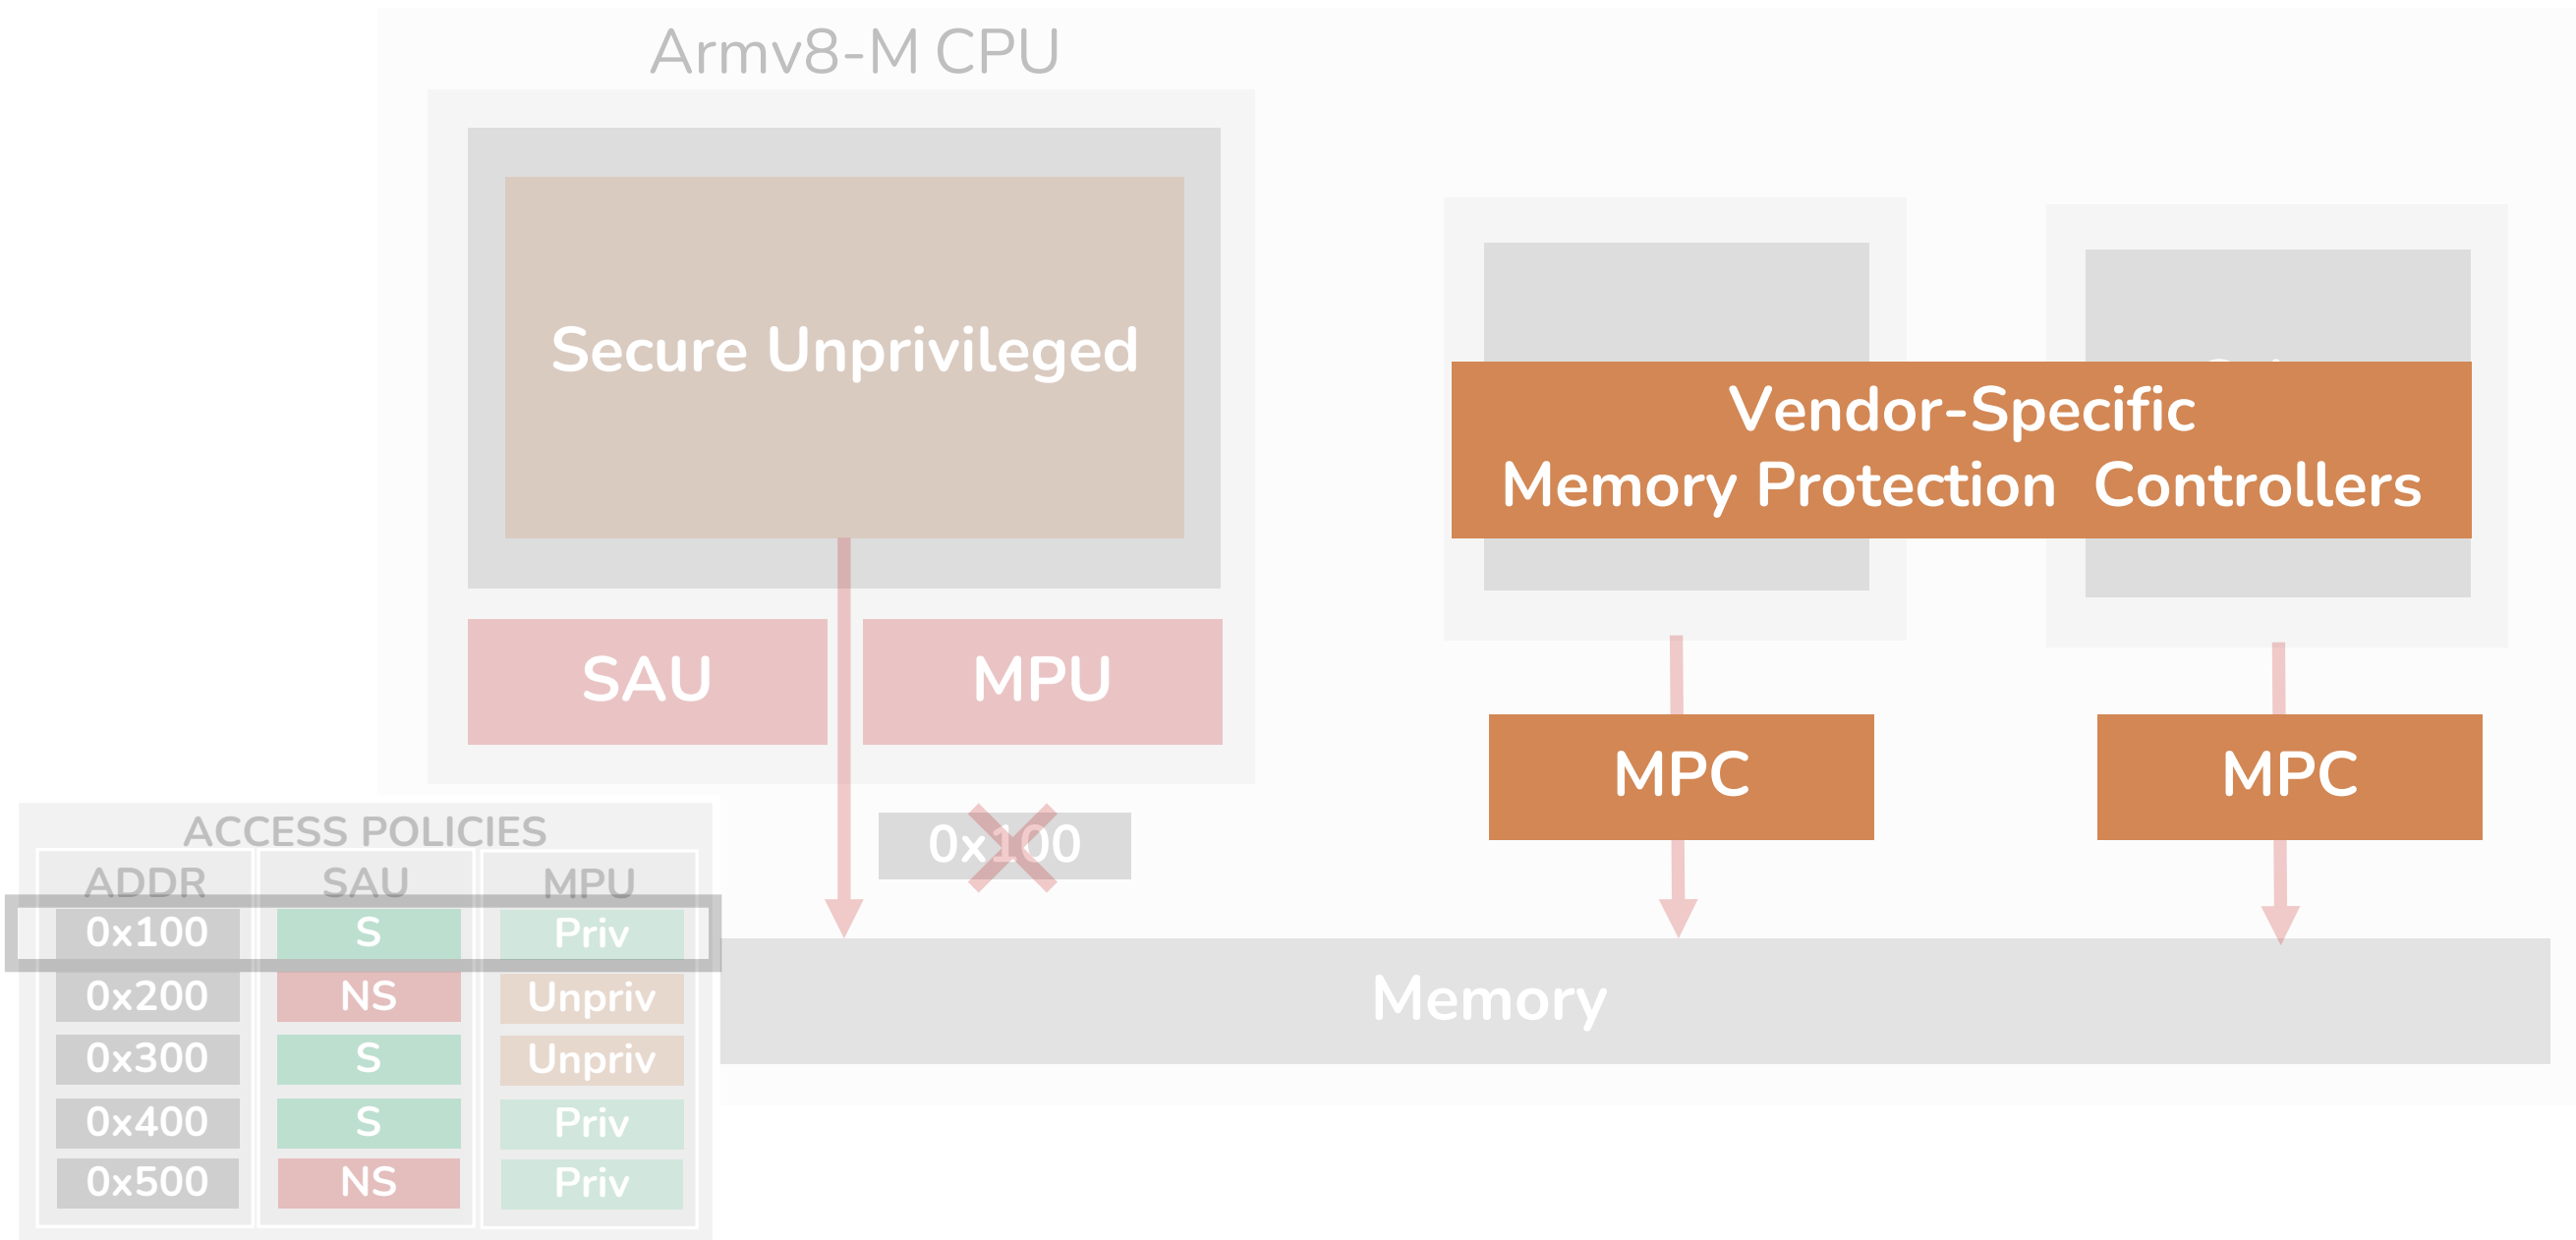 Armv8-M CPU
Secure Unprivileged
Vendor-Specific
Memory Protection Controllers
SAU
MPU
MPC
MPC
0x100
Memory
ACCESS POLICIES
ADDR SAU MPU
0x100 S Priv
0x200 NS Unpriv
0x300 S Unpriv
0x400 S Priv
0x500 NS Priv